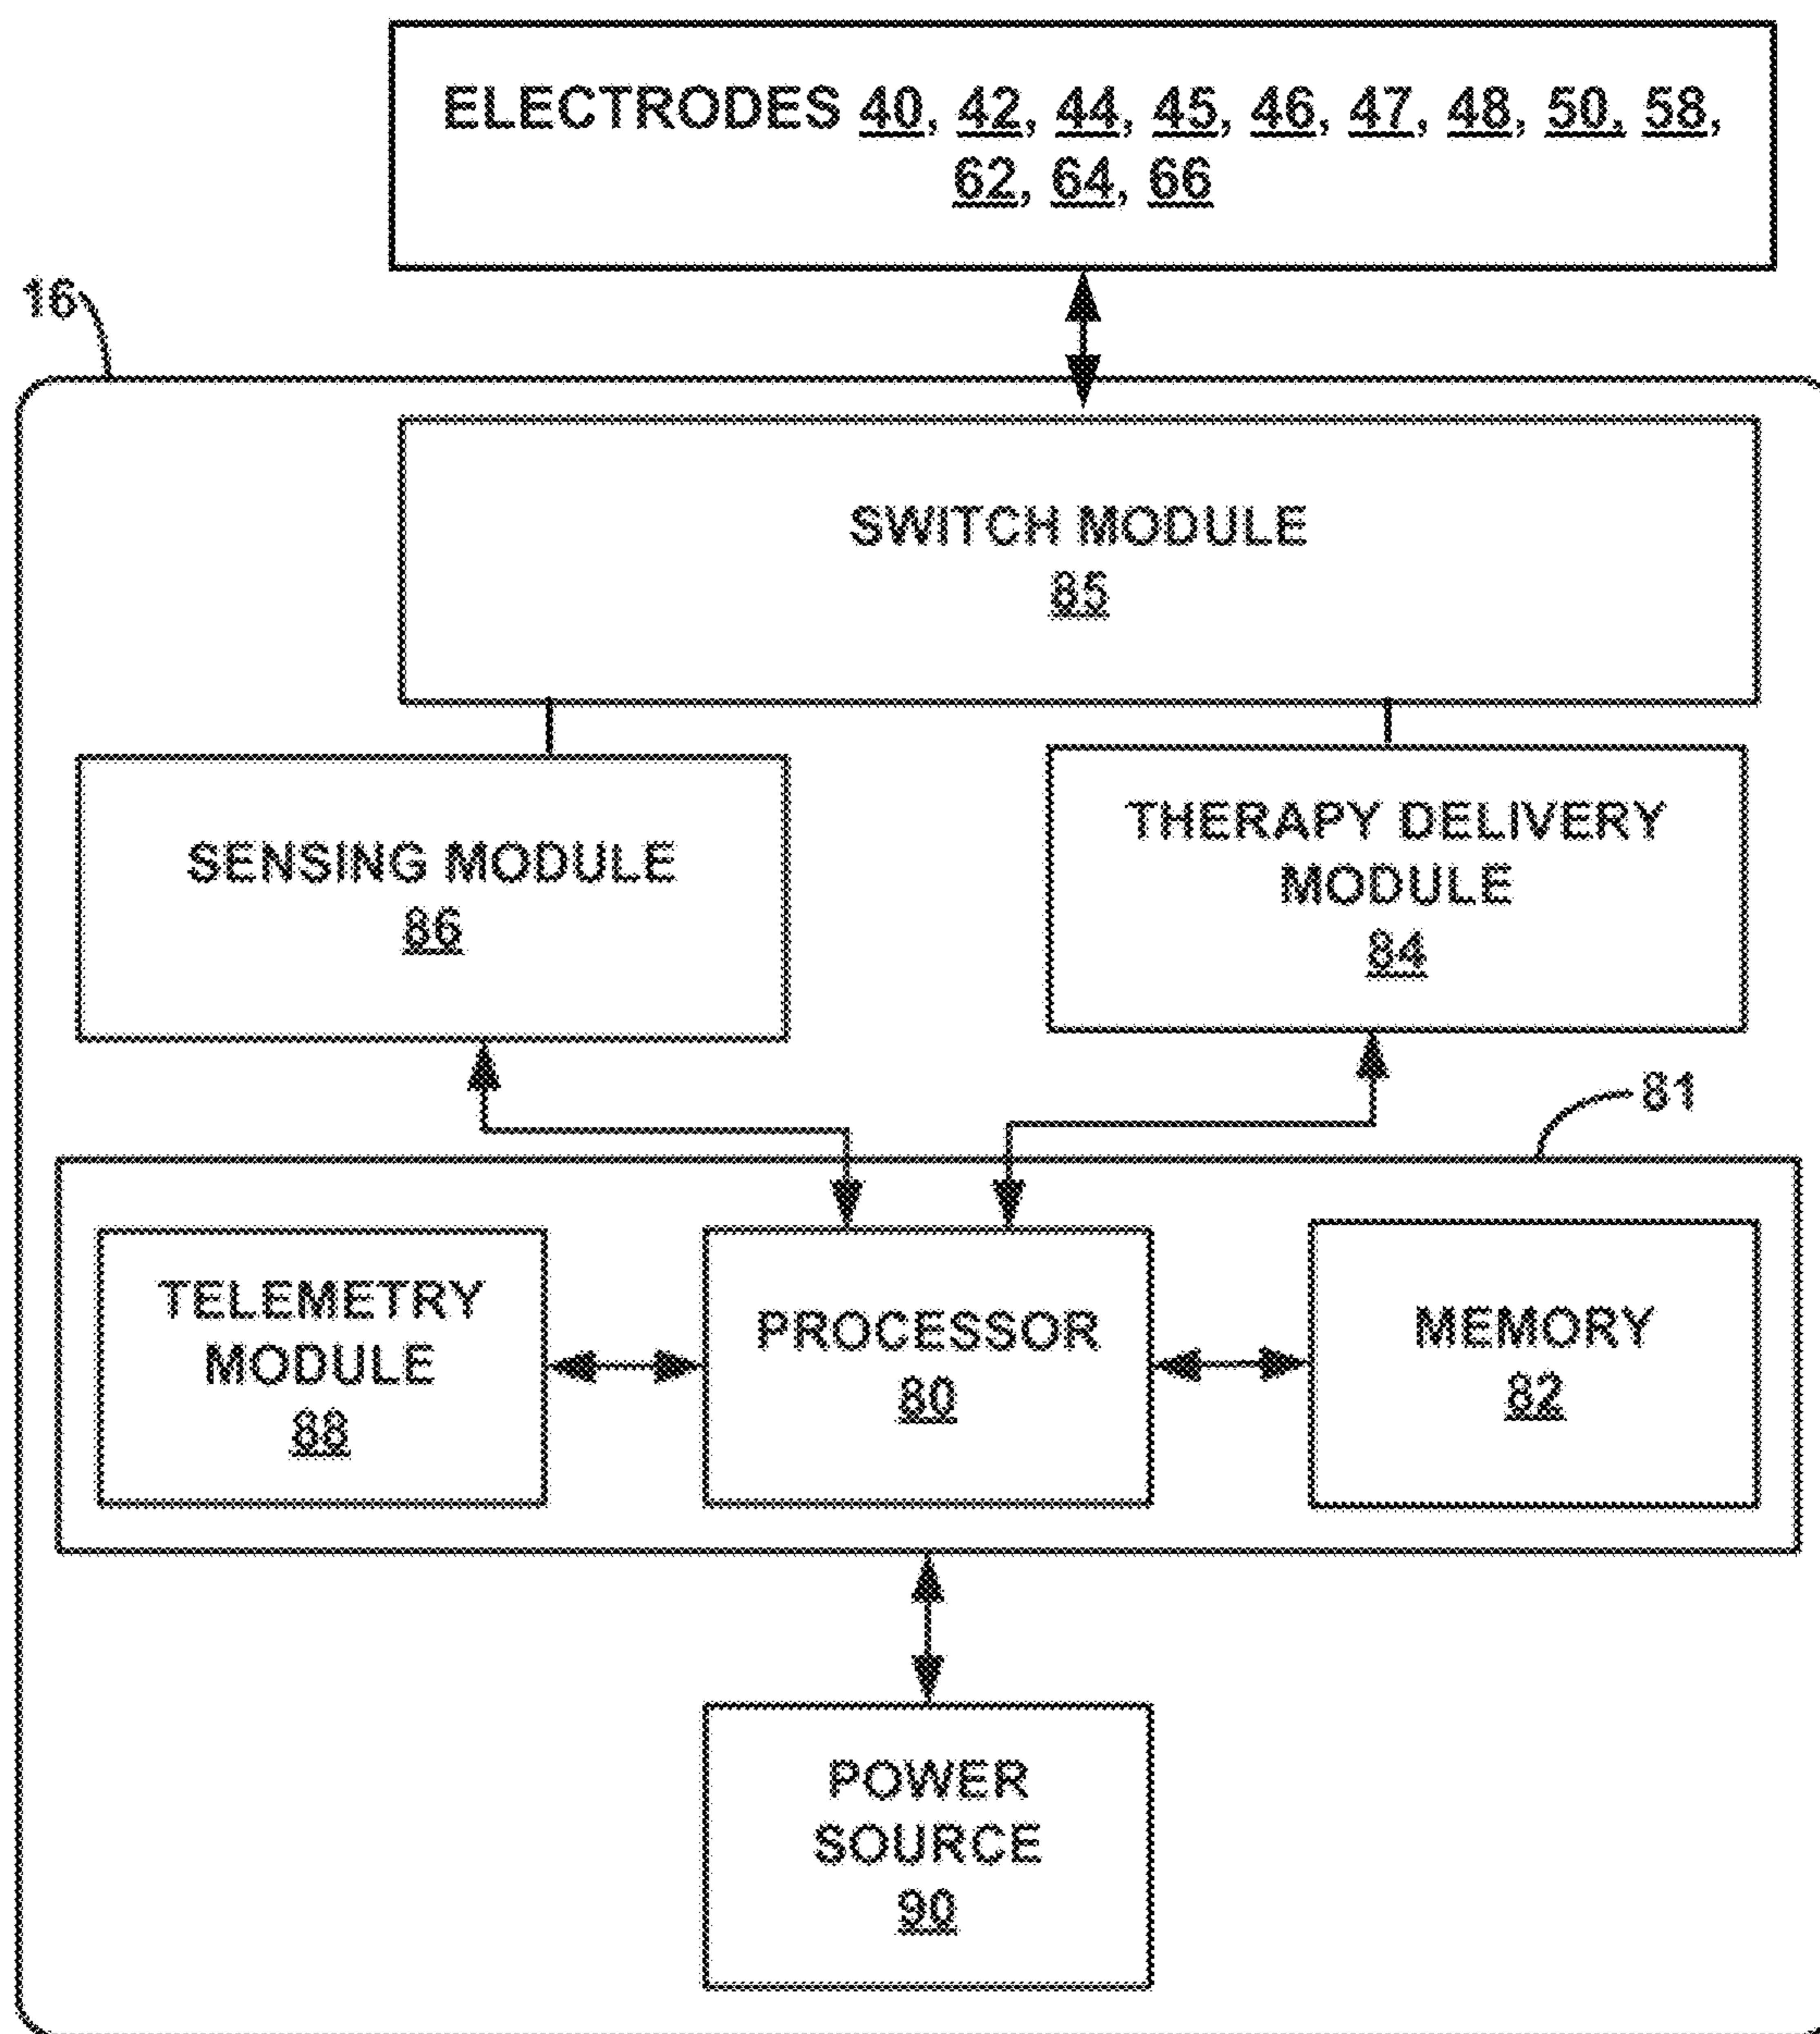 ELECTRODES 40, 42, 44, 45, 46, 47, 48, 50, 58,
62, 64, 66
16
SWITCH MODULE
85
SENSING MODULE
86
THERAPY DELIVERY
MODULE
84
81
TELEMETRY
MODULE
88
PROCESSOR
80
MEMORY
82
POWER
SOURCE
90